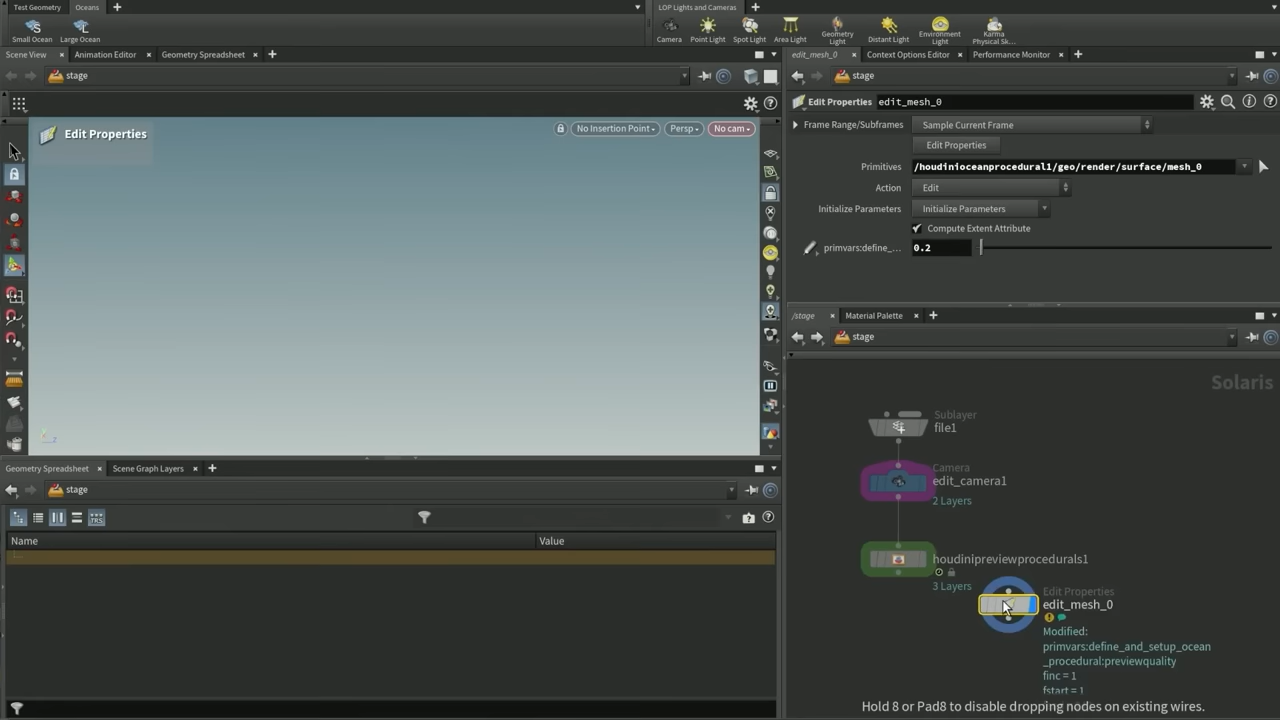 Test Geometry
Oceans
LOP Lights and Cameras
Small Ocean
Large Ocean
Camera
Point Light
Spot Light
Area Light
Geometry
Light
Distant Light
Environment
Light
Karma
Physical Sk...
Scene View
Animation Editor
Geometry Spreadsheet
edit_mesh_0
Context Options Editor
Performance Monitor
stage
stage
Edit Properties
edit_mesh_0
Edit Properties
No Insertion Point
Persp
No cam
Frame Range/Subframes
Sample Current Frame
Edit Properties
Primitives
/houdinioceanprocedural1/geo/render/surface/mesh_0
Action
Edit
Initialize Parameters
Initialize Parameters
Compute Extent Attribute
primvars:define_...
0.2
/stage
Material Palette
stage
Solaris
Sublayer
file1
Camera
edit_camera1
2 Layers
houdinipreviewprocedurals1
3 Layers
Edit Properties
edit_mesh_0
Modified:
primvars:define_and_setup_ocean
_procedural:previewquality
finc = 1
fstart = 1
Hold 8 or Pad8 to disable dropping nodes on existing wires.
Geometry Spreadsheet
Scene Graph Layers
stage
Name
Value